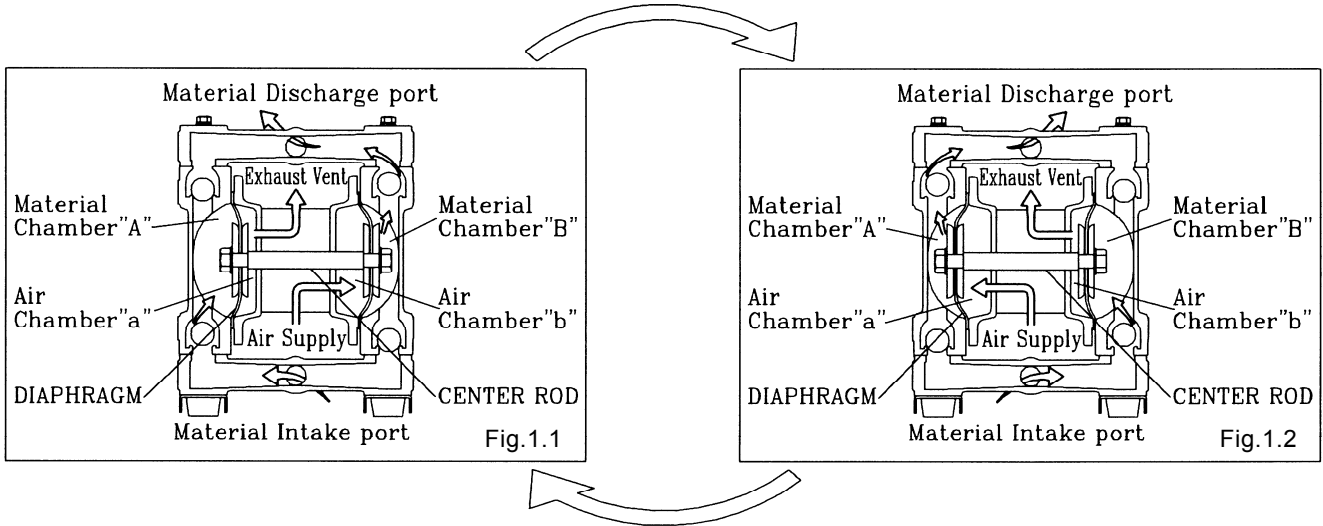 Material Discharge port
Exhaust Vent
Material
Chamber"A"
Material
Chamber"B"
Air
Chamber"a"
Air
Chamber"b"
Air Supply
DIAPHRAGM
CENTER ROD
Material Intake port
Fig.1.1
Material Discharge port
Exhaust Vent
Material
Chamber"A"
Material
Chamber"B"
Air
Chamber"a"
Air
Chamber"b"
Air Supply
DIAPHRAGM
CENTER ROD
Material Intake port
Fig.1.2